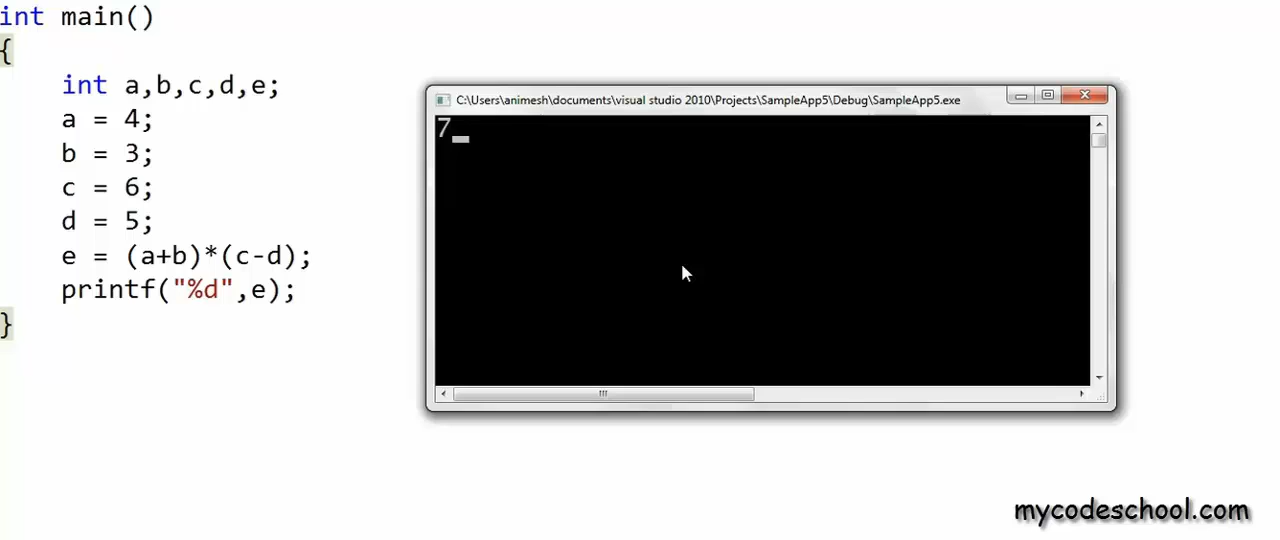 int main()
{
int a,b,c,d,e;
a = 4;
b = 3;
c = 6;
d = 5;
e = (a+b)*(c-d);
printf("%d",e);
}
C:\Users\animesh\documents\visual studio 2010\Projects\SampleApp5\Debug\SampleApp5.exe
7
mycodeschool.com